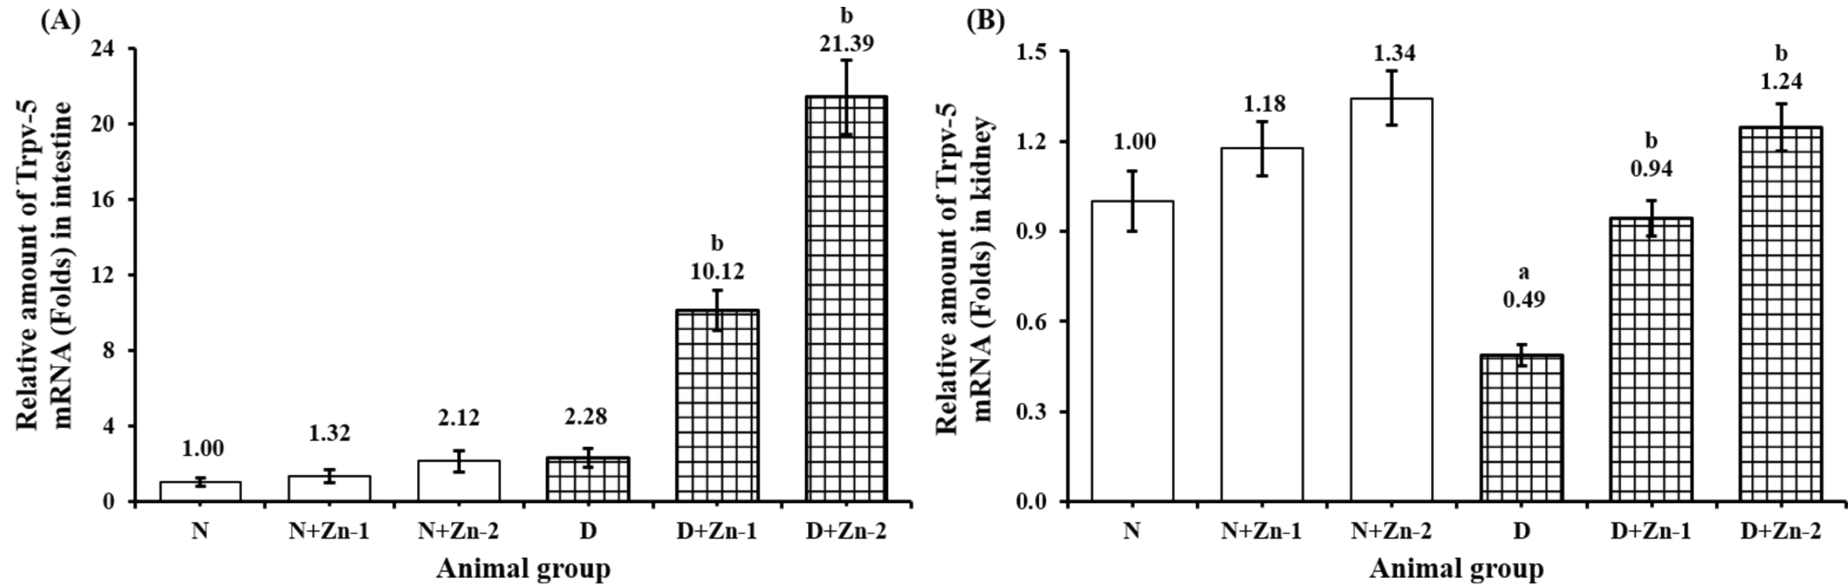 (A)
Relative amount of Trpv-5
mRNA (Folds) in intestine
24
20
16
12
8
4
0
1.00
1.32
2.12
2.28
b
10.12
b
21.39
N
N+Zn-1
N+Zn-2
D
D+Zn-1
D+Zn-2
Animal group
(B)
Relative amount of Trpv-5
mRNA (Folds) in kidney
1.5
1.2
0.9
0.6
0.3
0.0
1.00
1.18
1.34
a
0.49
b
0.94
b
1.24
N
N+Zn-1
N+Zn-2
D
D+Zn-1
D+Zn-2
Animal group